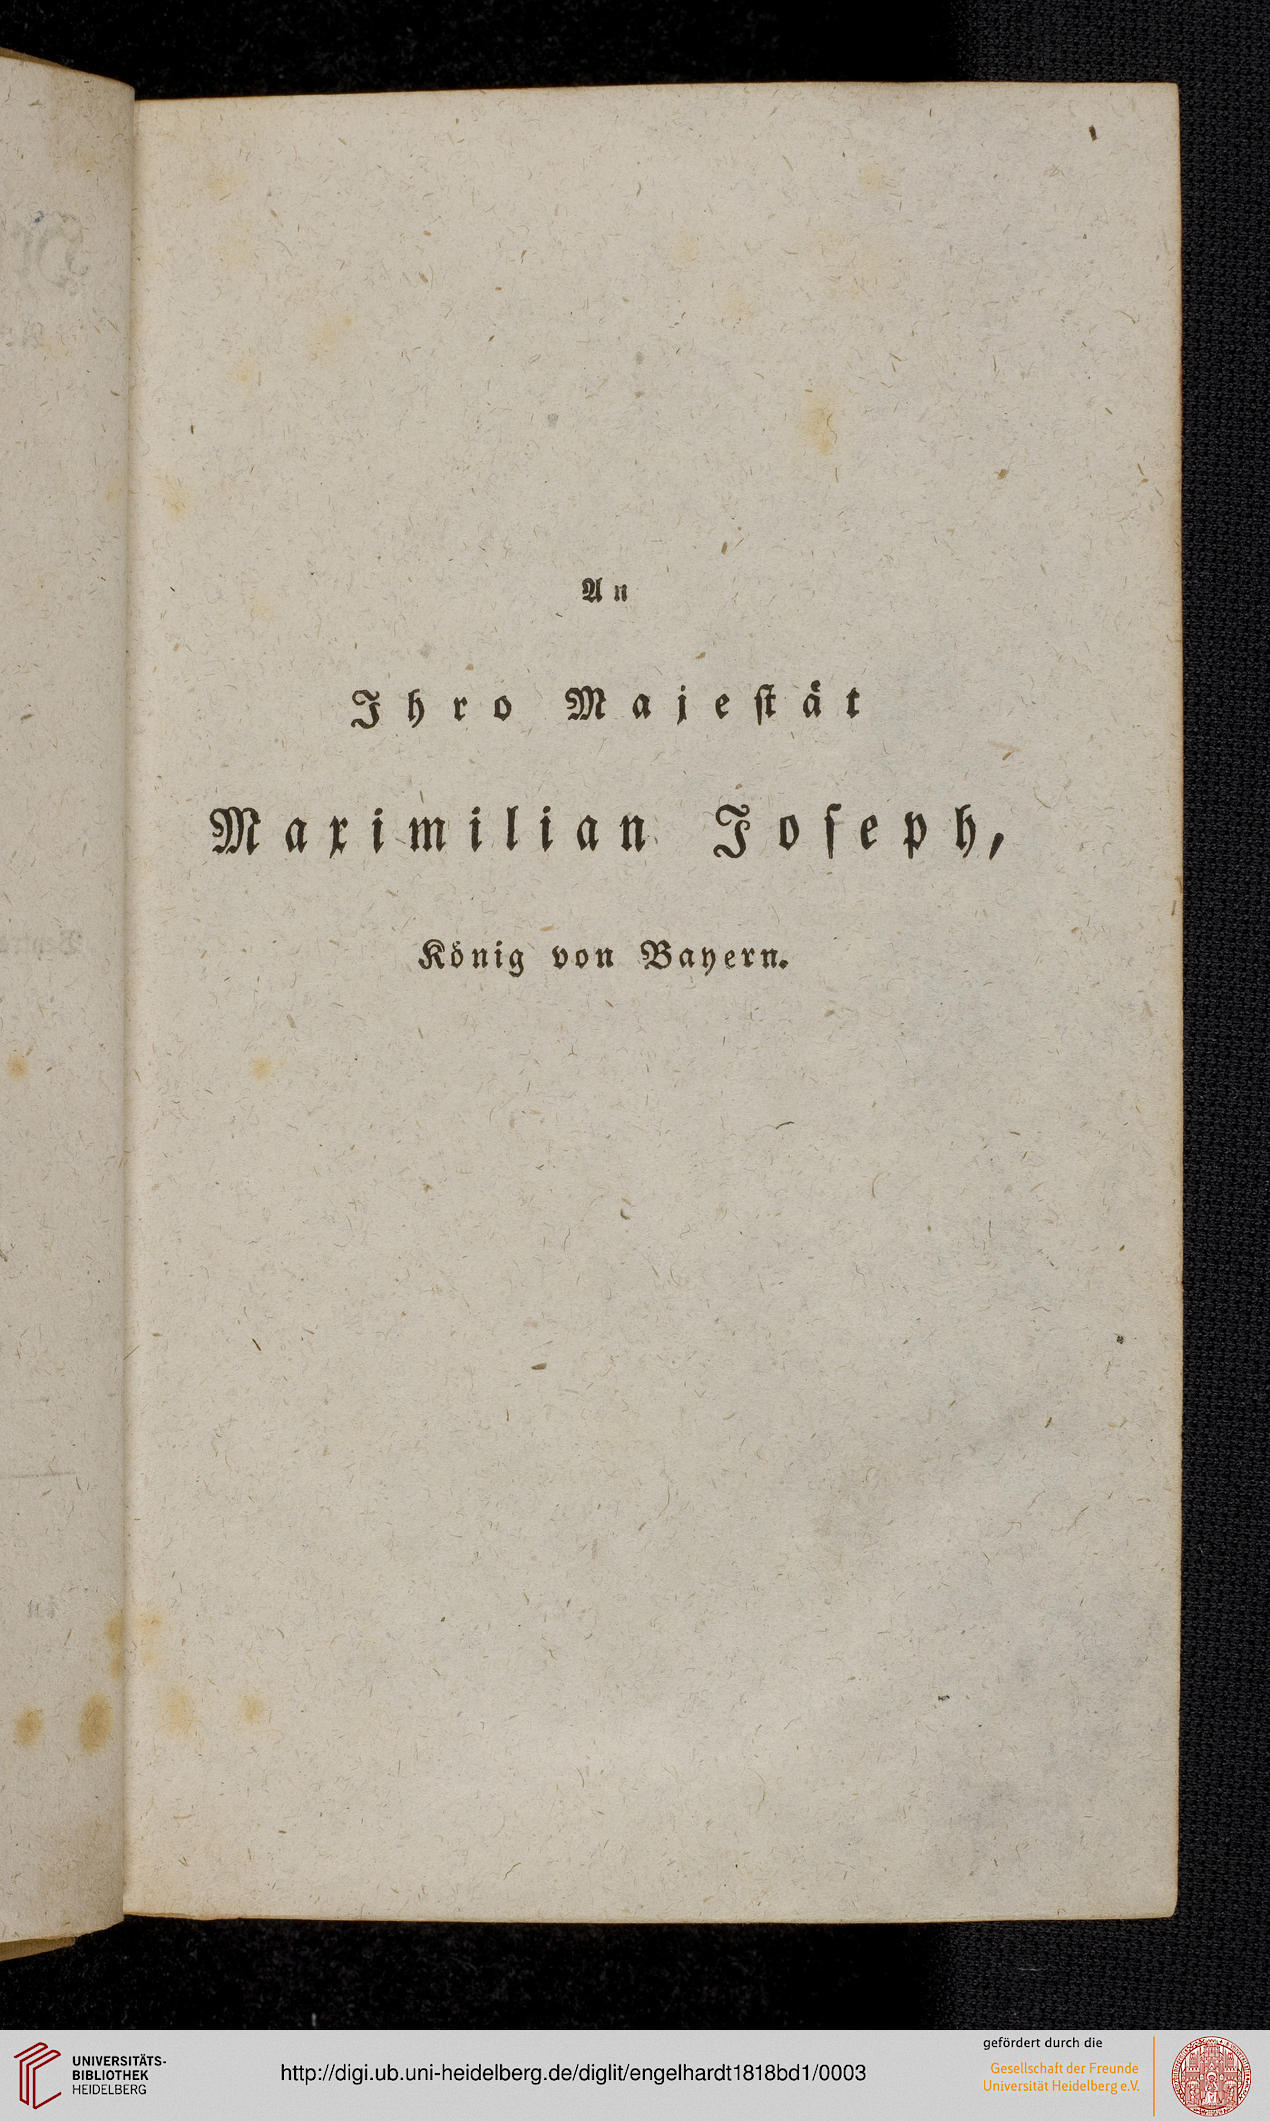 An
Ihro Majeſtät
Maximilian Joſeph,
König von Bayern.
UNIVERSITÄTS-
BIBLIOTHEK
HEIDELBERG
http://digi.ub.uni-heidelberg.de/diglit/engelhardt1818bd1/0003
gefördert durch die
Gesellschaft der Freunde
Universität Heidelberg e.V.